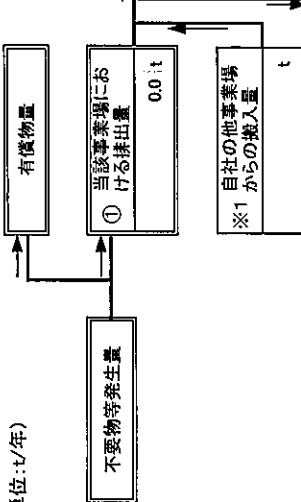 位:t/年)
不要物等発生量
有償物量
① 当該事業場にお
ける排出量
0.0 t
※1 自社の他事業場
からの搬入量
t